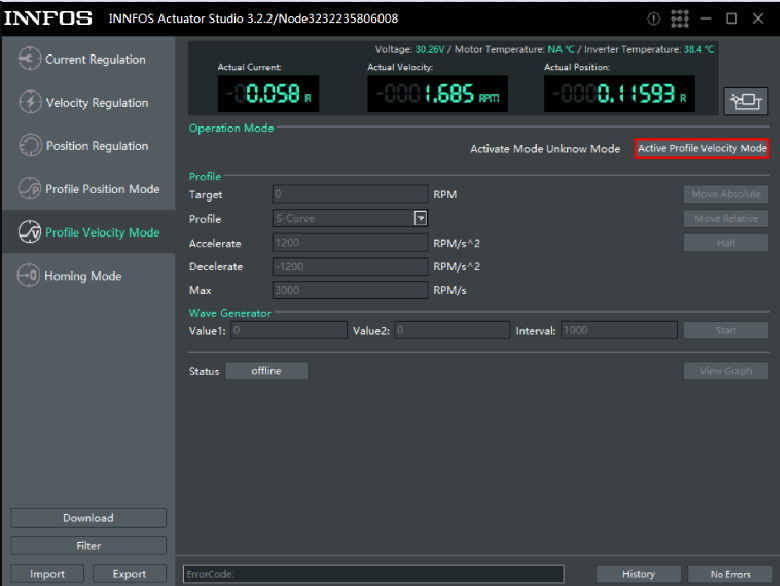 INNFOS INNFOS Actuator Studio 3.2.2/Node3232235806I008
Current Regulation
Velocity Regulation
Position Regulation
Profile Position Mode
Profile Velocity Mode
Homing Mode
Download
Filter
Import Export
Voltage: 30.26V / Motor Temperature: NA °C / Inverter Temperature: 38.4 °C
Actual Current: Actual Velocity: Actual Position:
0.058 A 1.685 RPM 0.11593 R
Operation Mode
Activate Mode Unknow Mode Active Profile Velocity Mode
Profile
Target 0 RPM Move Absolute
Profile S-Curve Move Relative
Accelerate 1200 RPM/s^2 Halt
Decelerate -1200 RPM/s^2
Max 3000 RPM/s
Wave Generator
Value1: 0 Value2: 0 Interval: 1000 Start
Status offline View Graph
ErrorCode: History No Errors